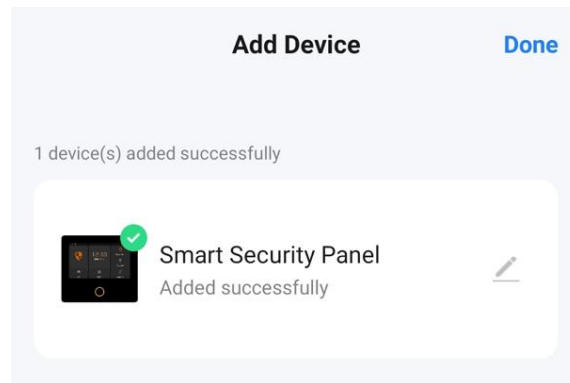 Add Device
Done
1 device(s) added successfully
Smart Security Panel
Added successfully